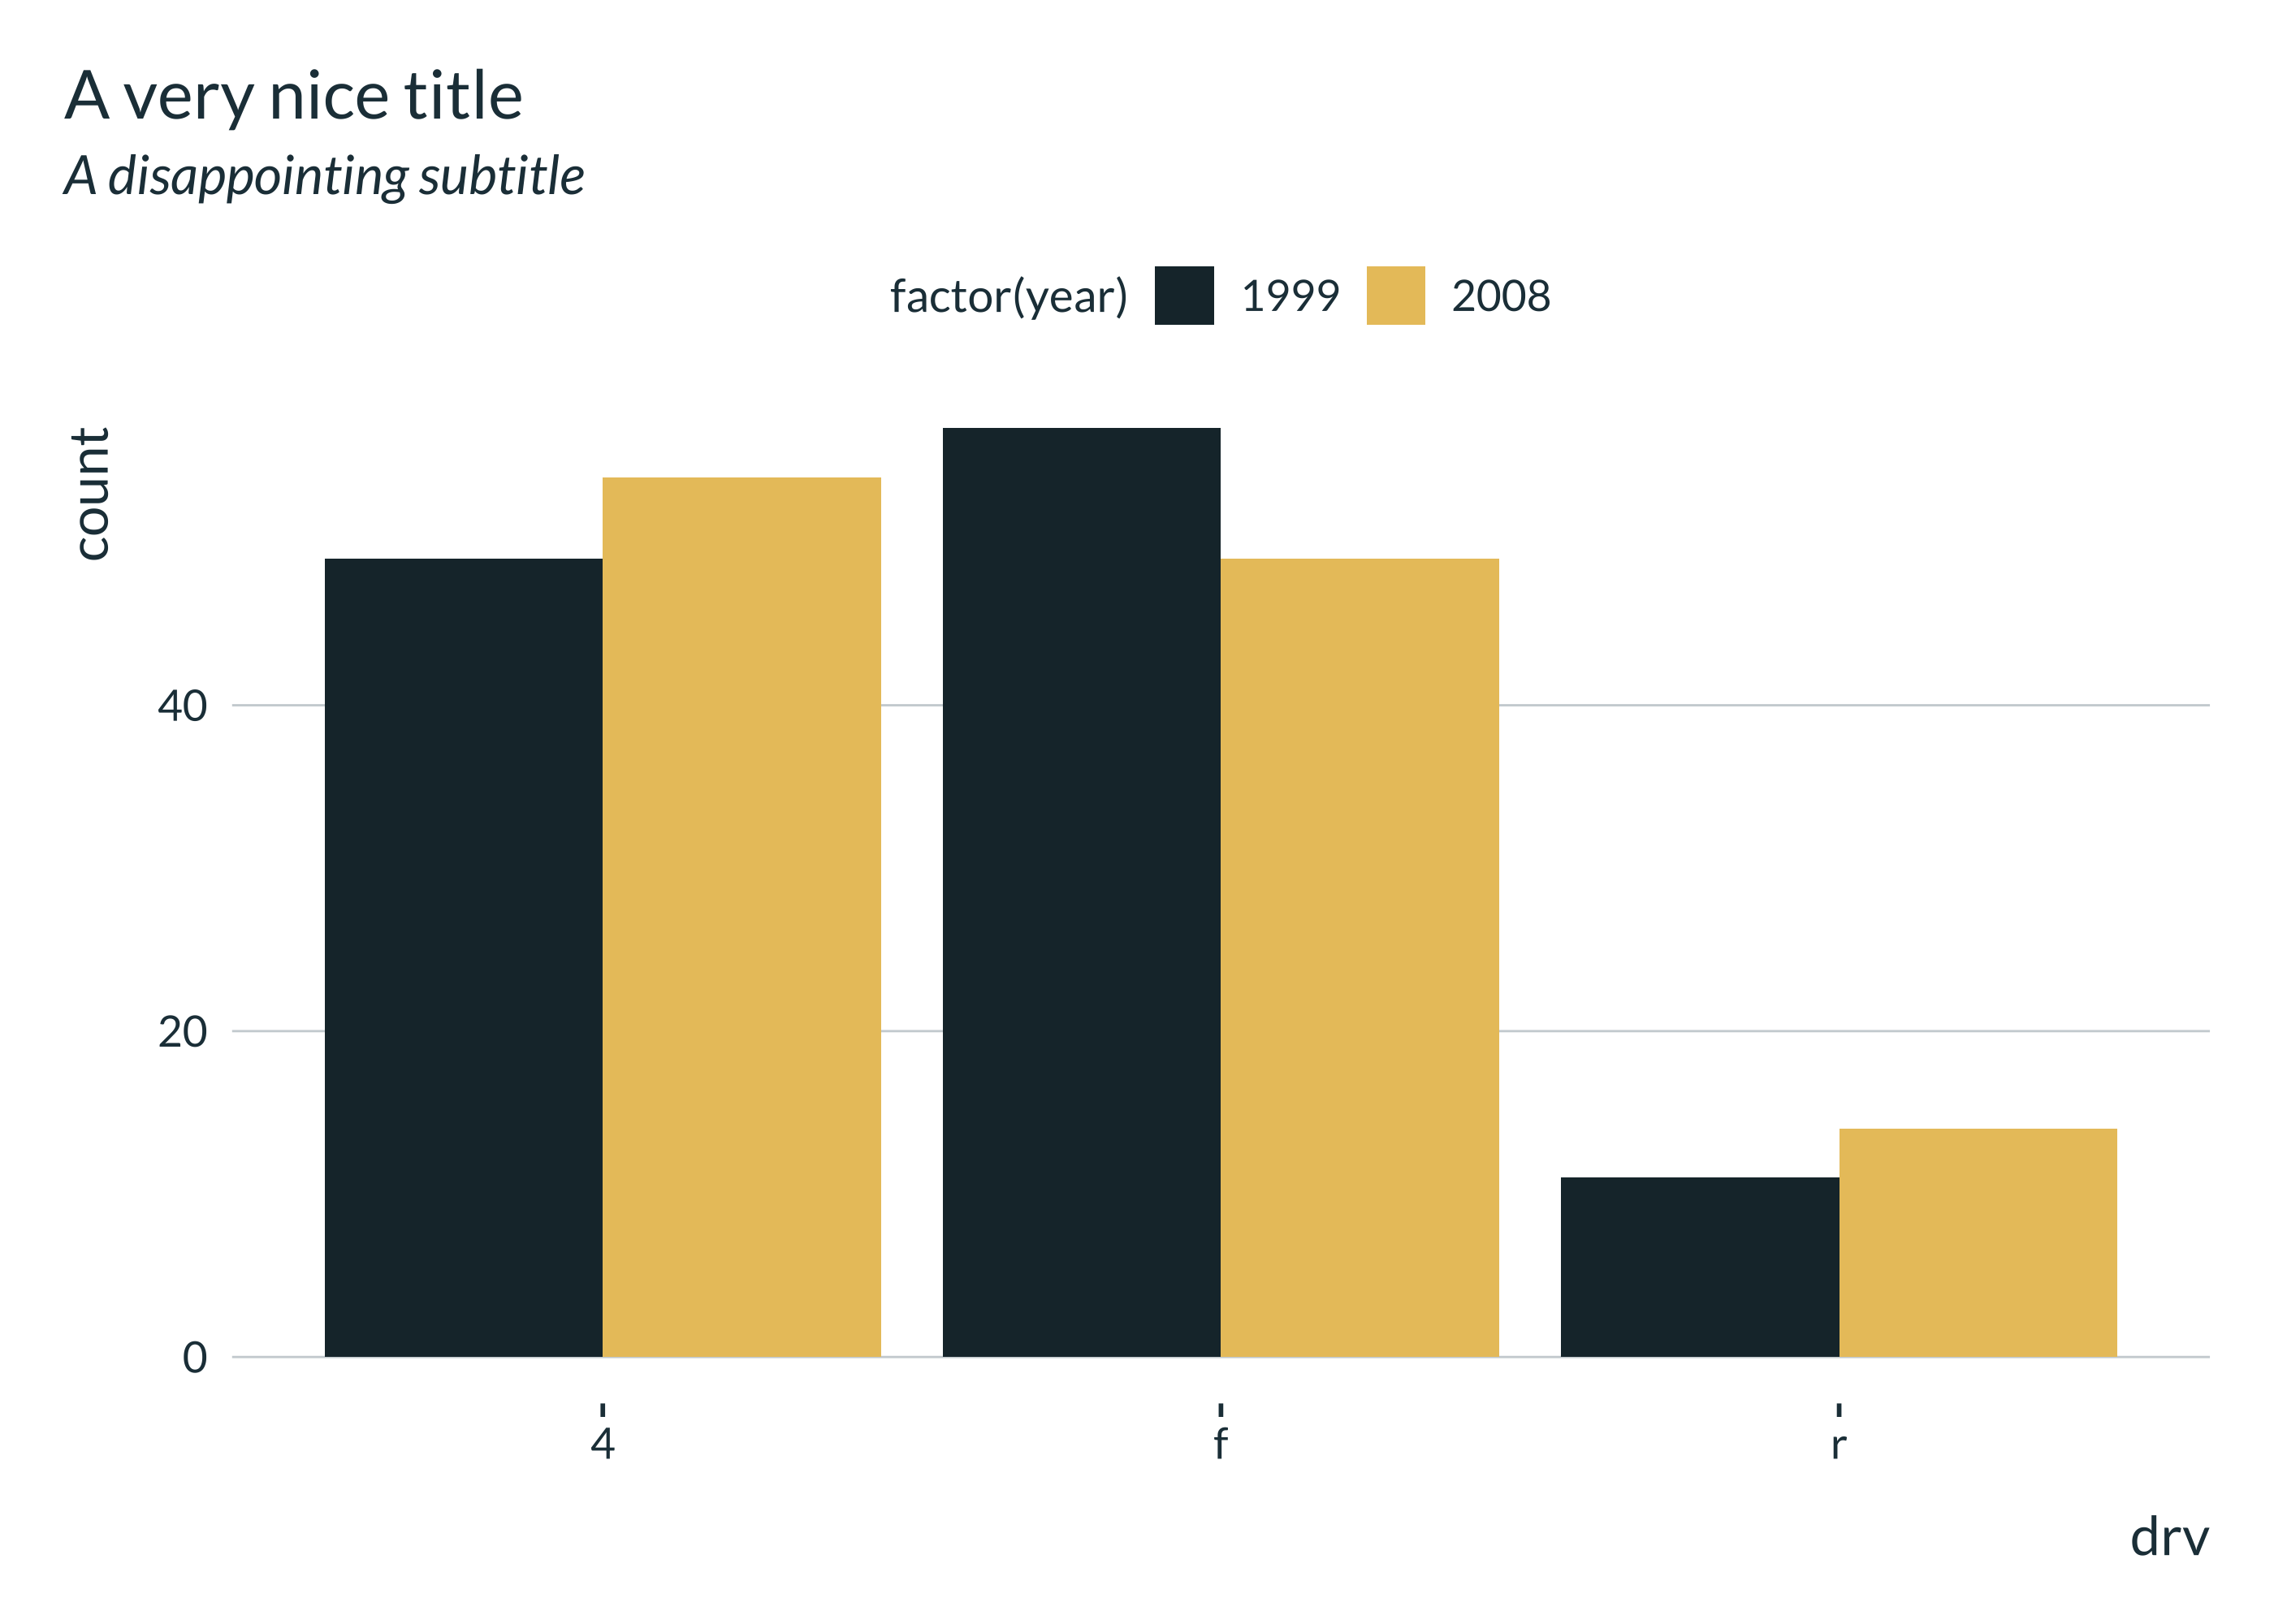 A very nice title
A disappointing subtitle
factor(year) 1999 2008
count
40
20
0
4 f r
drv